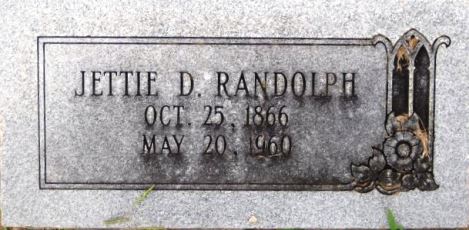 JETTIE D. RANDOLPH
OCT. 25, 1866
MAY 20, 1960